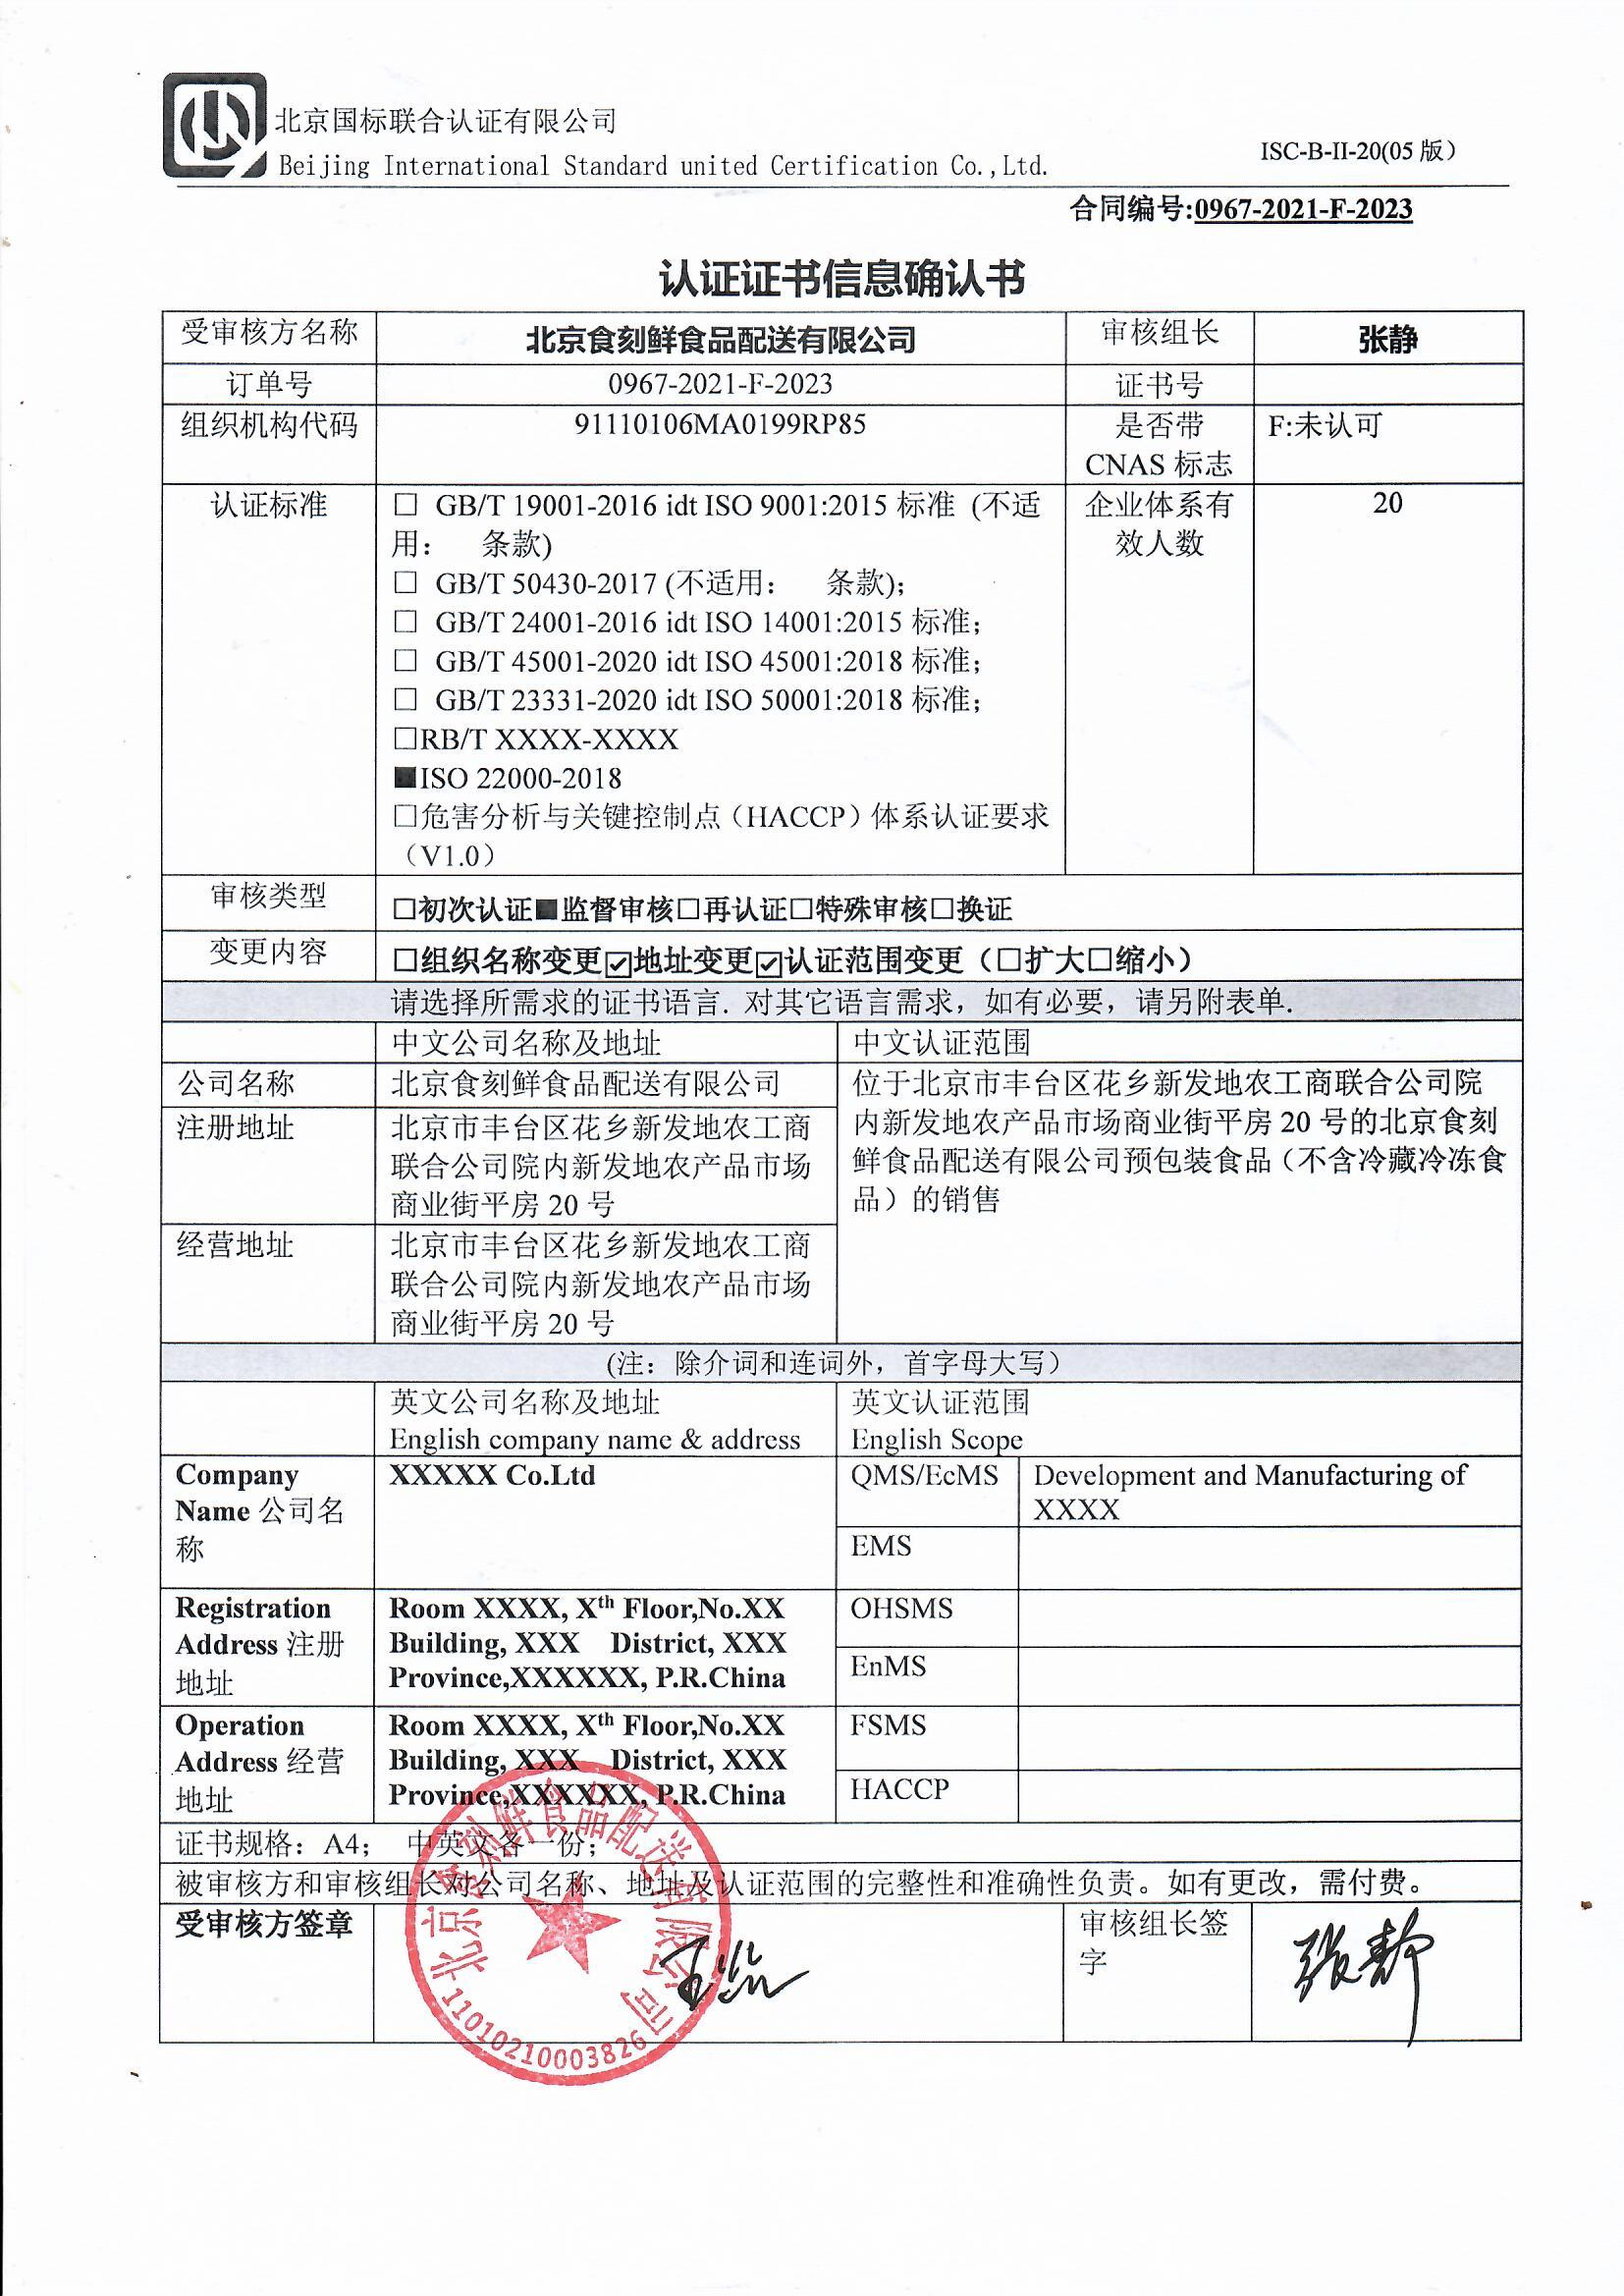 北京国标联合认证有限公司
Beijing International Standard united Certification Co.,Ltd.
ISC-B-II-20(05 版）
合同编号:0967-2021-F-2023
认证证书信息确认书
受审核方名称 北京食刻鲜食品配送有限公司 审核组长 张静
订单号 0967-2021-F-2023 证书号
组织机构代码 91110106MA0199RP85 是否带
CNAS 标志 F:未认可
认证标准
□ GB/T 19001-2016 idt ISO 9001:2015 标准 (不适
用： 条款)
□ GB/T 50430-2017 (不适用： 条款);
□ GB/T 24001-2016 idt ISO 14001:2015 标准；
□ GB/T 45001-2020 idt ISO 45001:2018 标准；
□ GB/T 23331-2020 idt ISO 50001:2018 标准；
□RB/T XXXX-XXXX
■ISO 22000-2018
□危害分析与关键控制点（HACCP）体系认证要求
（V1.0）
企业体系有
效人数
20
审核类型 □初次认证■监督审核□再认证□特殊审核□换证
变更内容 □组织名称变更☑地址变更☑认证范围变更（□扩大□缩小）
请选择所需求的证书语言. 对其它语言需求，如有必要，请另附表单.
中文公司名称及地址 中文认证范围
公司名称 北京食刻鲜食品配送有限公司
注册地址 北京市丰台区花乡新发地农工商
联合公司院内新发地农产品市场
商业街平房 20 号
经营地址 北京市丰台区花乡新发地农工商
联合公司院内新发地农产品市场
商业街平房 20 号
位于北京市丰台区花乡新发地农工商联合公司院
内新发地农产品市场商业街平房 20 号的北京食刻
鲜食品配送有限公司预包装食品（不含冷藏冷冻食
品）的销售
(注：除介词和连词外，首字母大写）
英文公司名称及地址
English company name & address
英文认证范围
English Scope
Company
Name 公司名
称
XXXXX Co.Ltd
QMS/EcMS Development and Manufacturing of
XXXX
EMS
Registration
Address 注册
地址
Room XXXX, Xth Floor,No.XX
Building, XXX District, XXX
Province,XXXXXX, P.R.China
OHSMS
EnMS
Operation
Address 经营
地址
Room XXXX, Xth Floor,No.XX
Building, XXX District, XXX
Province,XXXXXX, P.R.China
FSMS
HACCP
证书规格：A4； 中英文各一份；
被审核方和审核组长对公司名称、地址及认证范围的完整性和准确性负责。如有更改，需付费。
受审核方签章
北京食刻鲜食品配送有限公司
11010210003826
审核组长签
字
张静